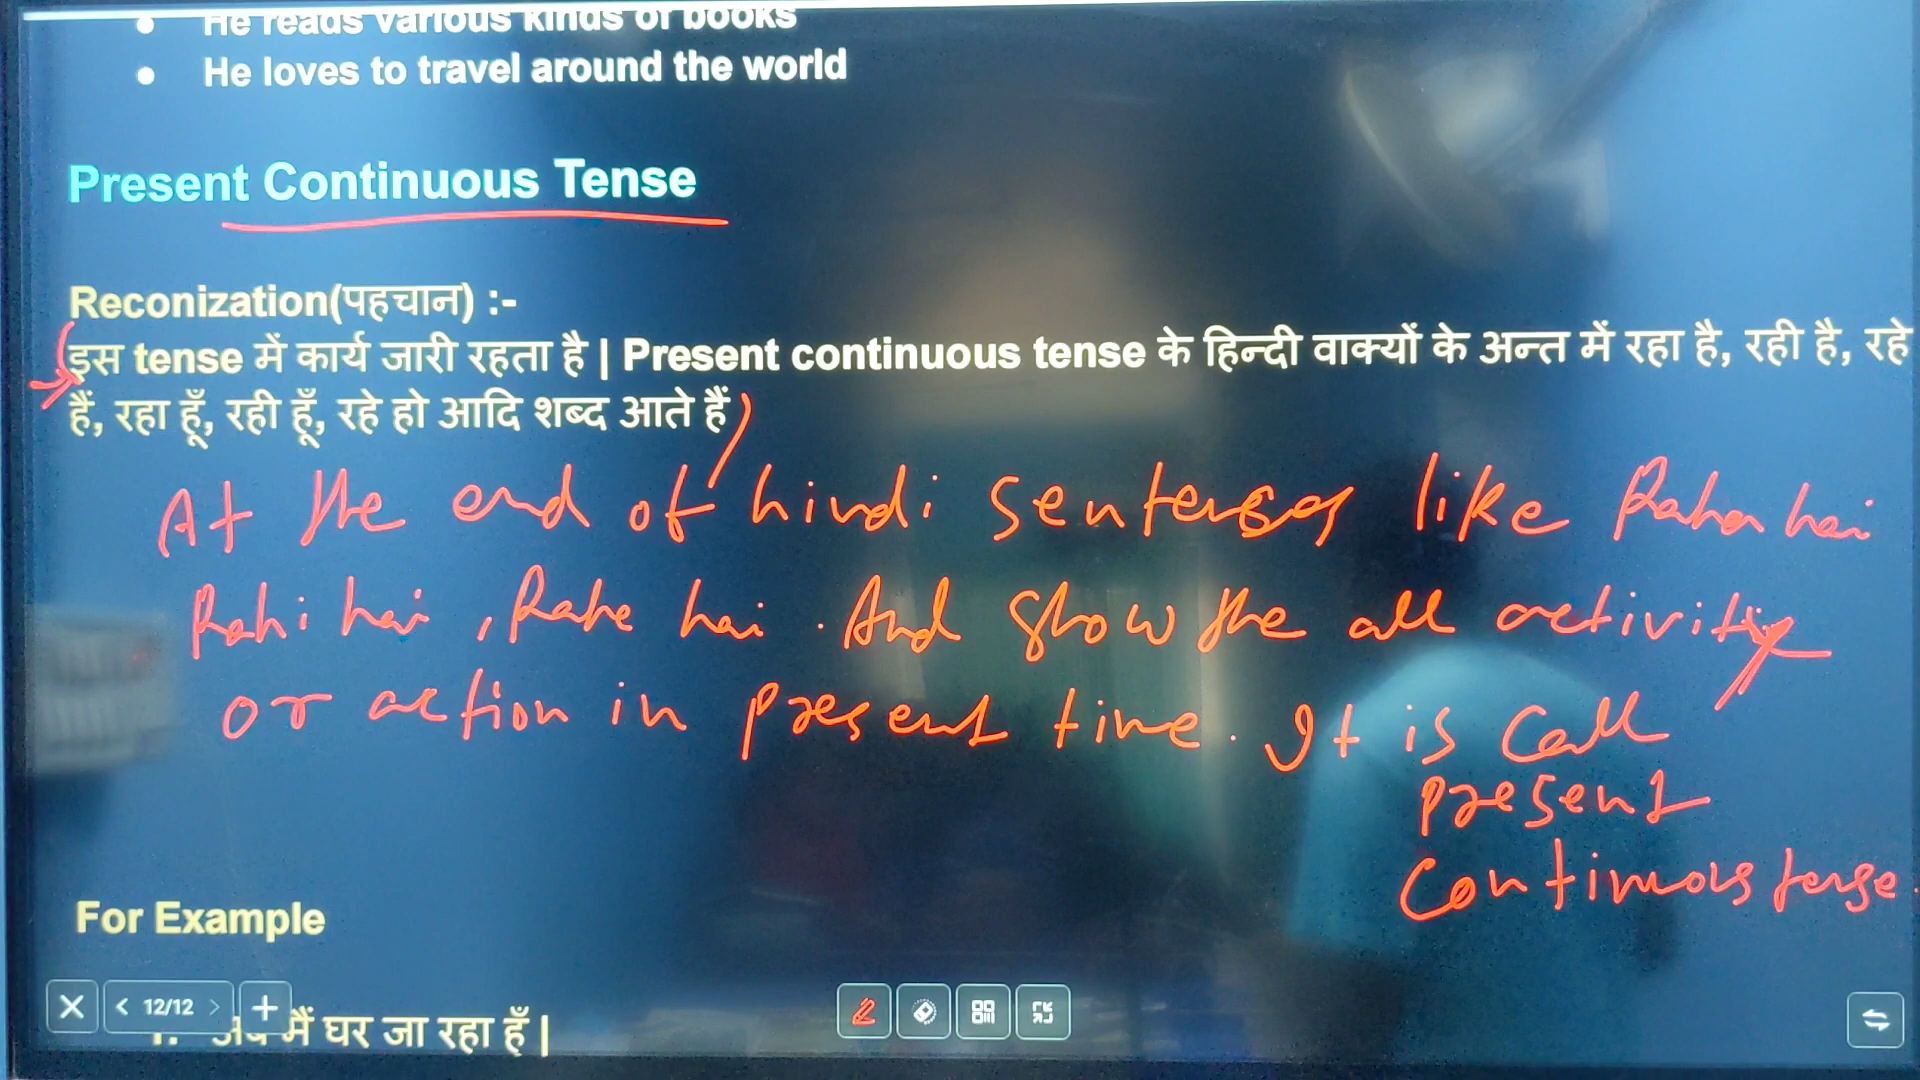 He reads various kinds of books
He loves to travel around the world
Present Continuous Tense
Reconization(पहचान) :-
इस tense में कार्य जारी रहता है | Present continuous tense के हिन्दी वाक्यों के अन्त में रहा है, रही है, रहे
हैं, रहा हूँ, रही हूँ, रहे हो आदि शब्द आते हैं
At the end of hindi like Raha hai
Rahi hai, Rahe hai. And show the all activity
or action in present time. It is call
present
continuous tense.
For Example
12/12
1. अब मैं घर जा रहा हूँ |